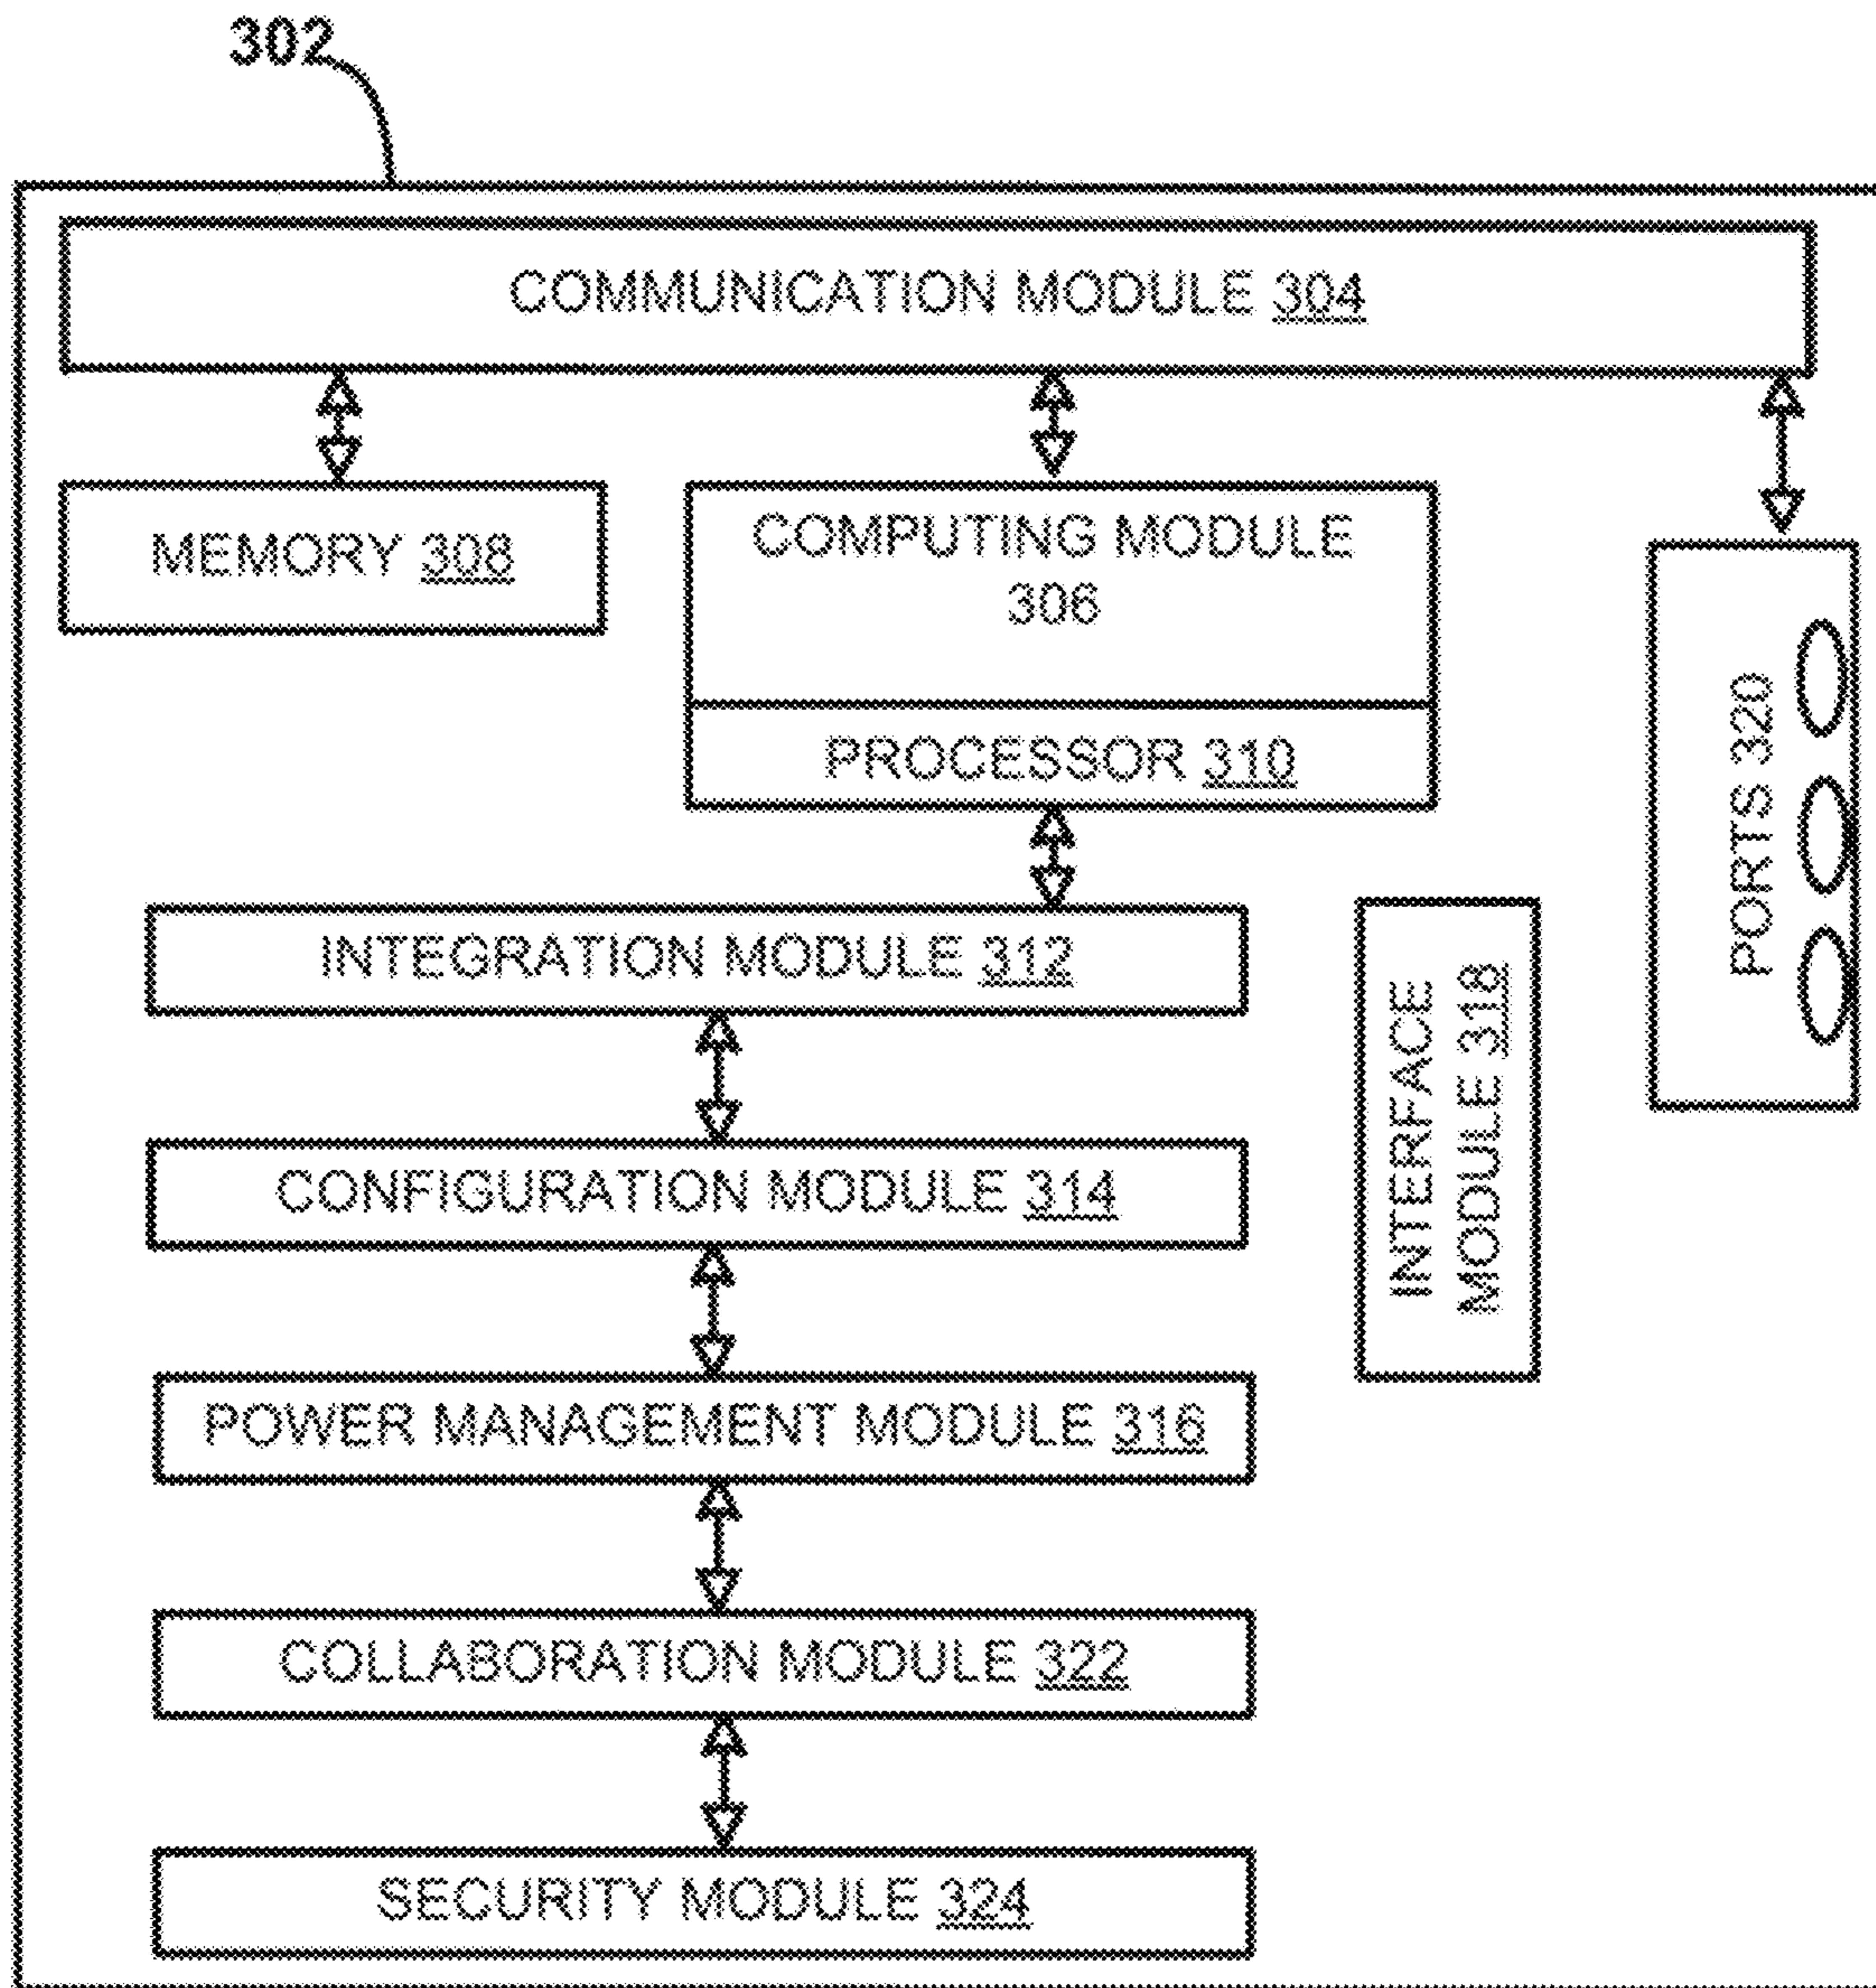 302
COMMUNICATION MODULE 304
MEMORY 308
COMPUTING MODULE
306
PROCESSOR 310
PORTS 320
INTEGRATION MODULE 312
INTERFACE
MODULE 318
CONFIGURATION MODULE 314
POWER MANAGEMENT MODULE 316
COLLABORATION MODULE 322
SECURITY MODULE 324